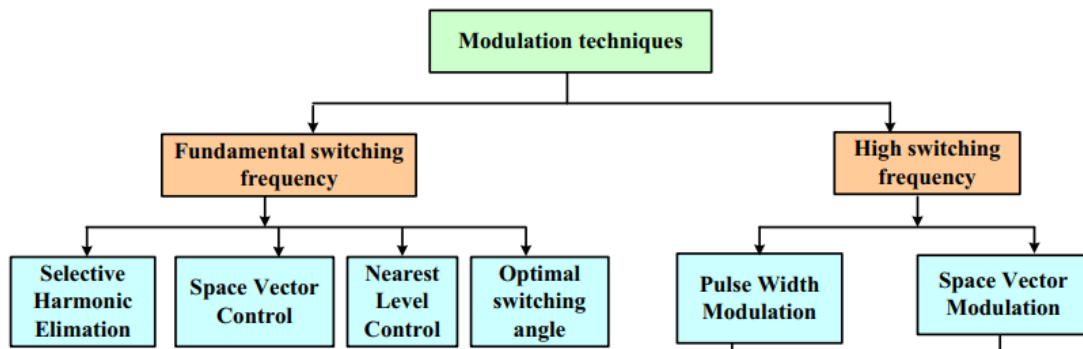 Modulation techniques
Fundamental switching
frequency
High switching
frequency
Selective
Harmonic
Elimation
Space Vector
Control
Nearest
Level
Control
Optimal
switching
angle
Pulse Width
Modulation
Space Vector
Modulation